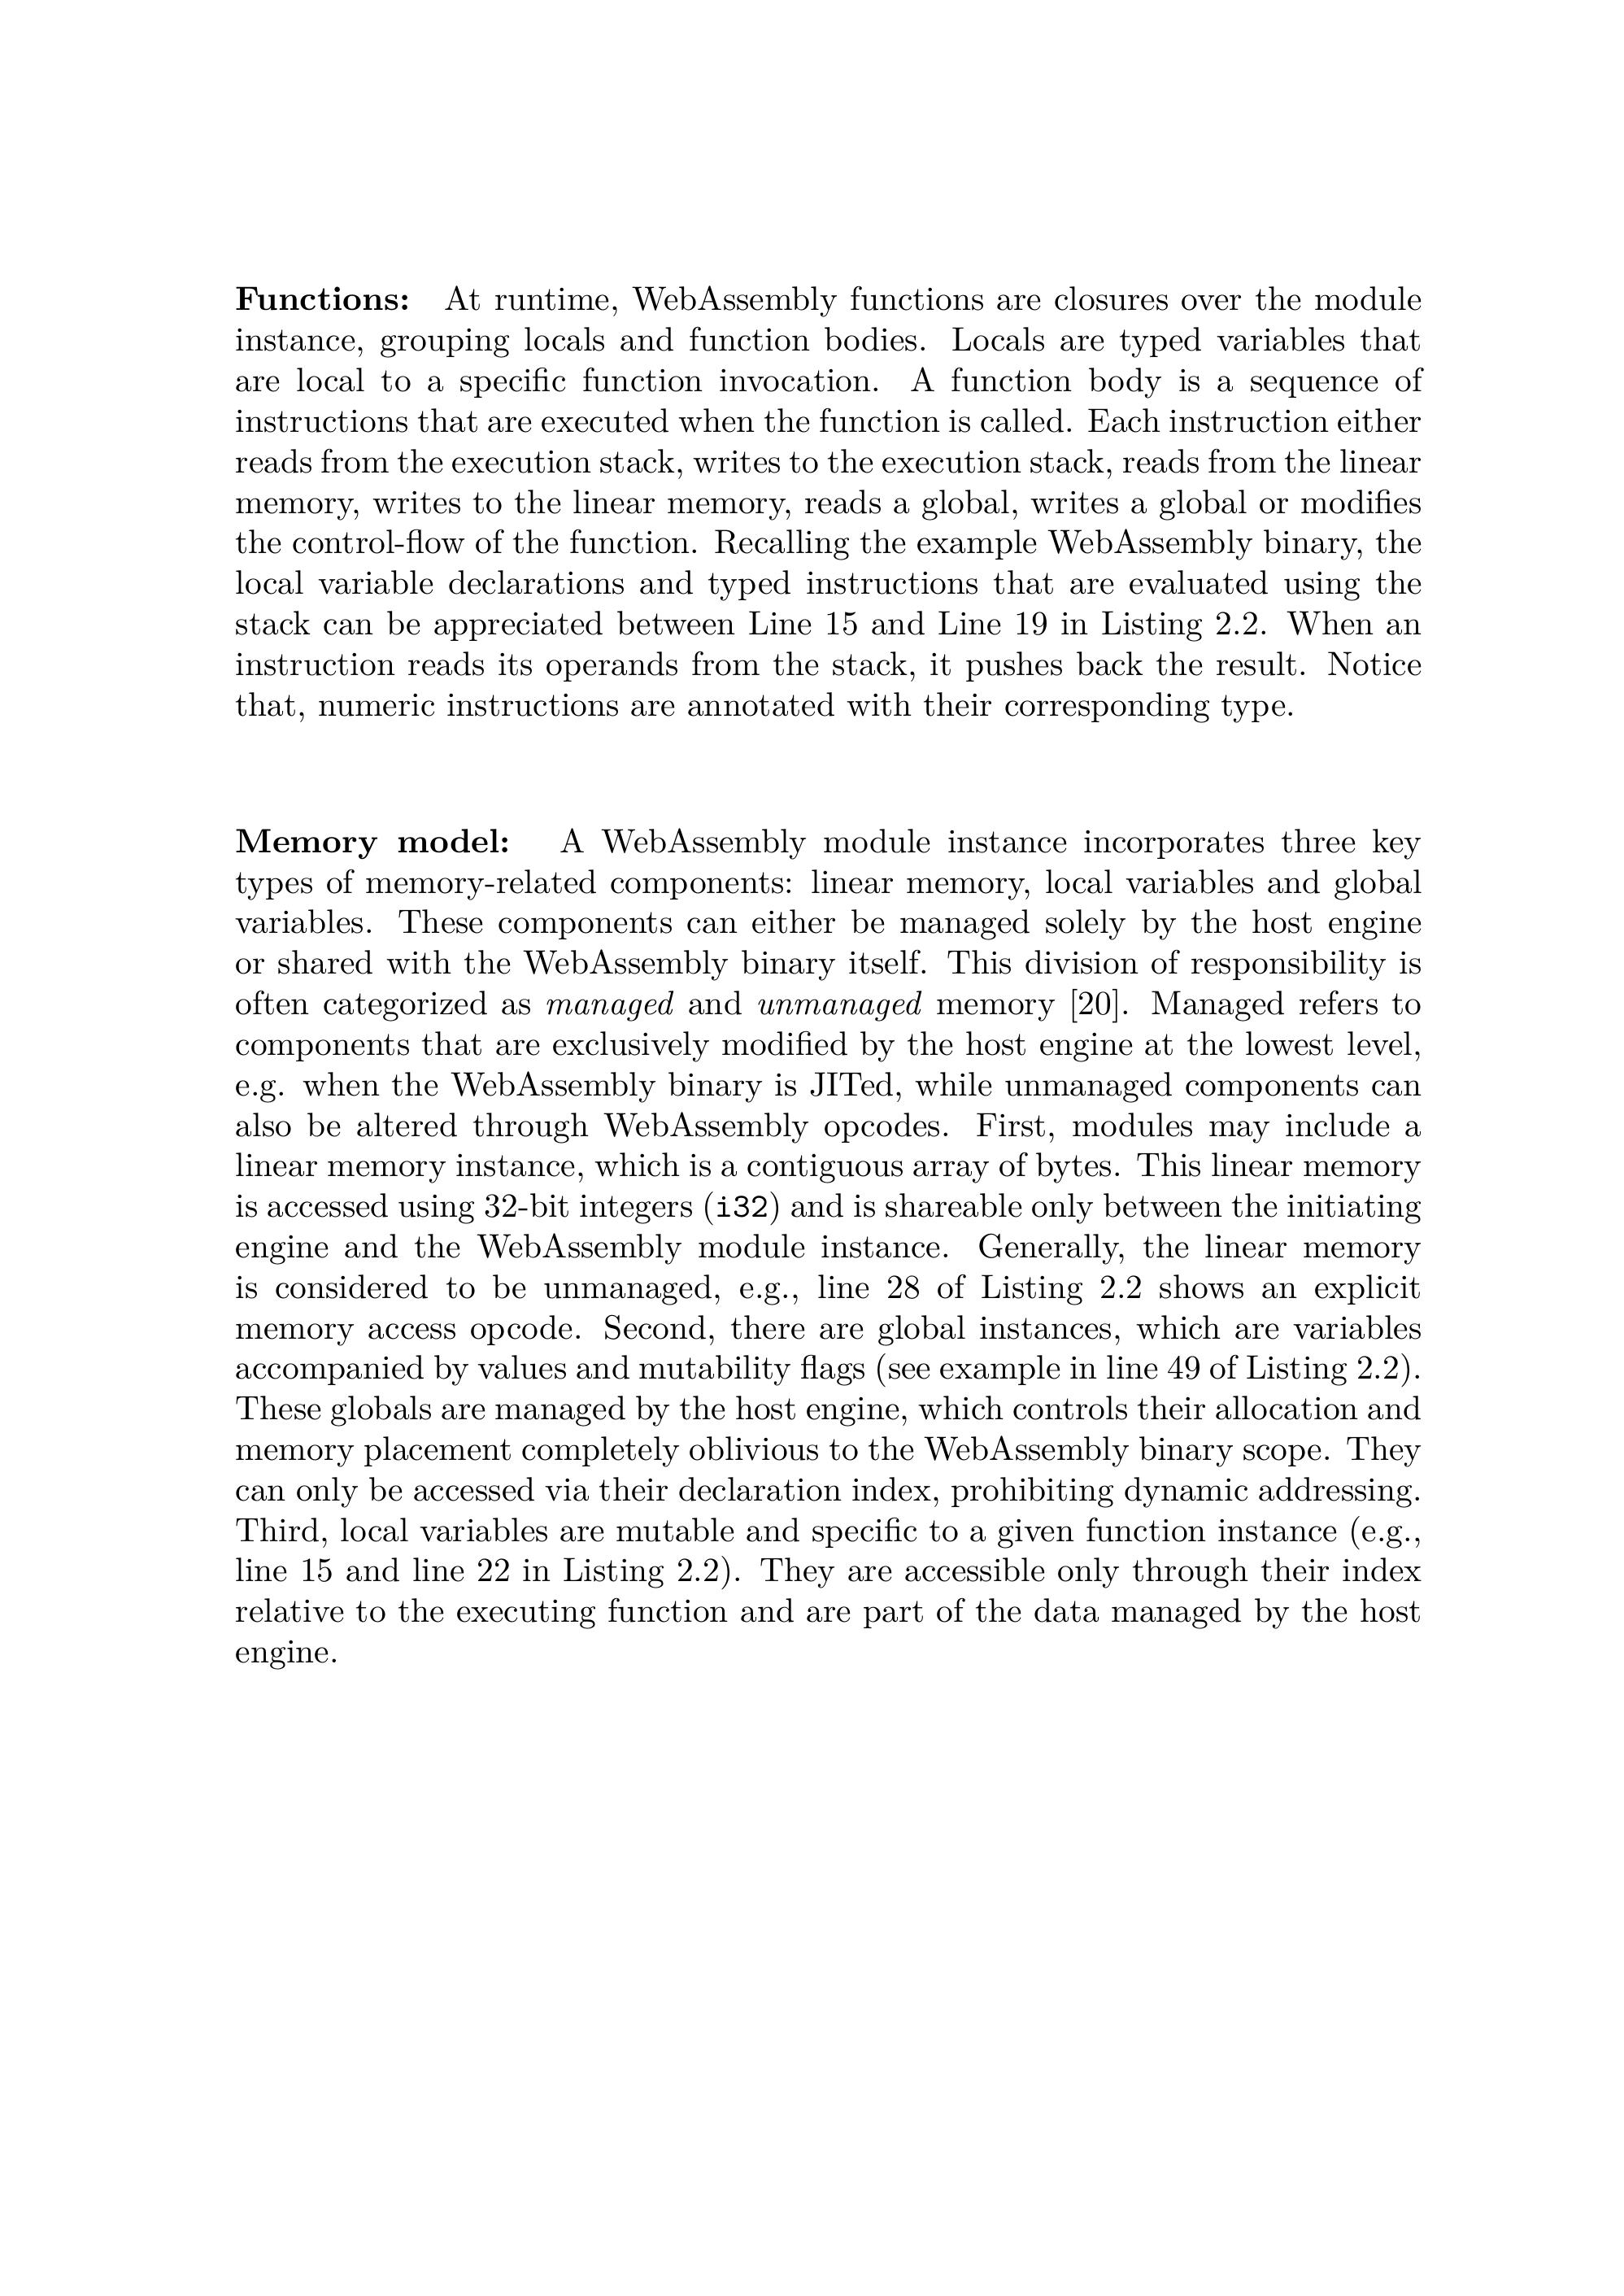 Functions: At runtime, WebAssembly functions are closures over the module
instance, grouping locals and function bodies. Locals are typed variables that
are local to a specific function invocation. A function body is a sequence of
instructions that are executed when the function is called. Each instruction either
reads from the execution stack, writes to the execution stack, reads from the linear
memory, writes to the linear memory, reads a global, writes a global or modifies
the control-flow of the function. Recalling the example WebAssembly binary, the
local variable declarations and typed instructions that are evaluated using the
stack can be appreciated between Line 15 and Line 19 in Listing 2.2. When an
instruction reads its operands from the stack, it pushes back the result. Notice
that, numeric instructions are annotated with their corresponding type.
Memory model: A WebAssembly module instance incorporates three key
types of memory-related components: linear memory, local variables and global
variables. These components can either be managed solely by the host engine
or shared with the WebAssembly binary itself. This division of responsibility is
often categorized as managed and unmanaged memory [20]. Managed refers to
components that are exclusively modified by the host engine at the lowest level,
e.g. when the WebAssembly binary is JITed, while unmanaged components can
also be altered through WebAssembly opcodes. First, modules may include a
linear memory instance, which is a contiguous array of bytes. This linear memory
is accessed using 32-bit integers (i32) and is shareable only between the initiating
engine and the WebAssembly module instance. Generally, the linear memory
is considered to be unmanaged, e.g., line 28 of Listing 2.2 shows an explicit
memory access opcode. Second, there are global instances, which are variables
accompanied by values and mutability flags (see example in line 49 of Listing 2.2).
These globals are managed by the host engine, which controls their allocation and
memory placement completely oblivious to the WebAssembly binary scope. They
can only be accessed via their declaration index, prohibiting dynamic addressing.
Third, local variables are mutable and specific to a given function instance (e.g.,
line 15 and line 22 in Listing 2.2). They are accessible only through their index
relative to the executing function and are part of the data managed by the host
engine.